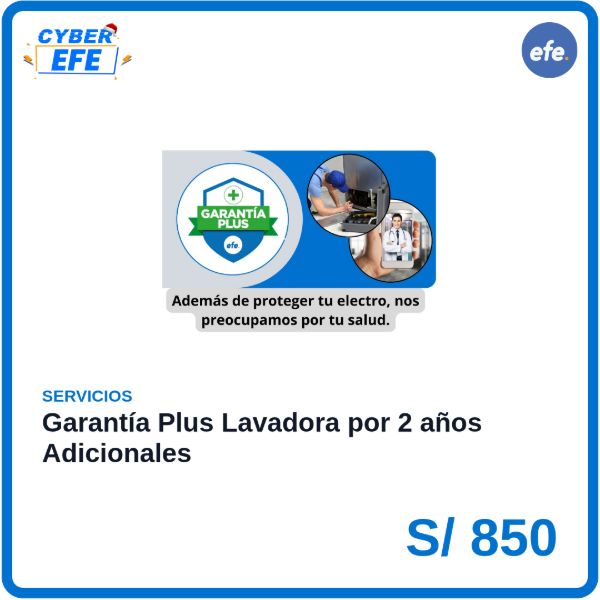 CYBER
EFE
efe.
GARANTÍA
PLUS
efe.
Además de proteger tu electro, nos
preocupamos por tu salud.
SERVICIOS
Garantía Plus Lavadora por 2 años
Adicionales
S/ 850